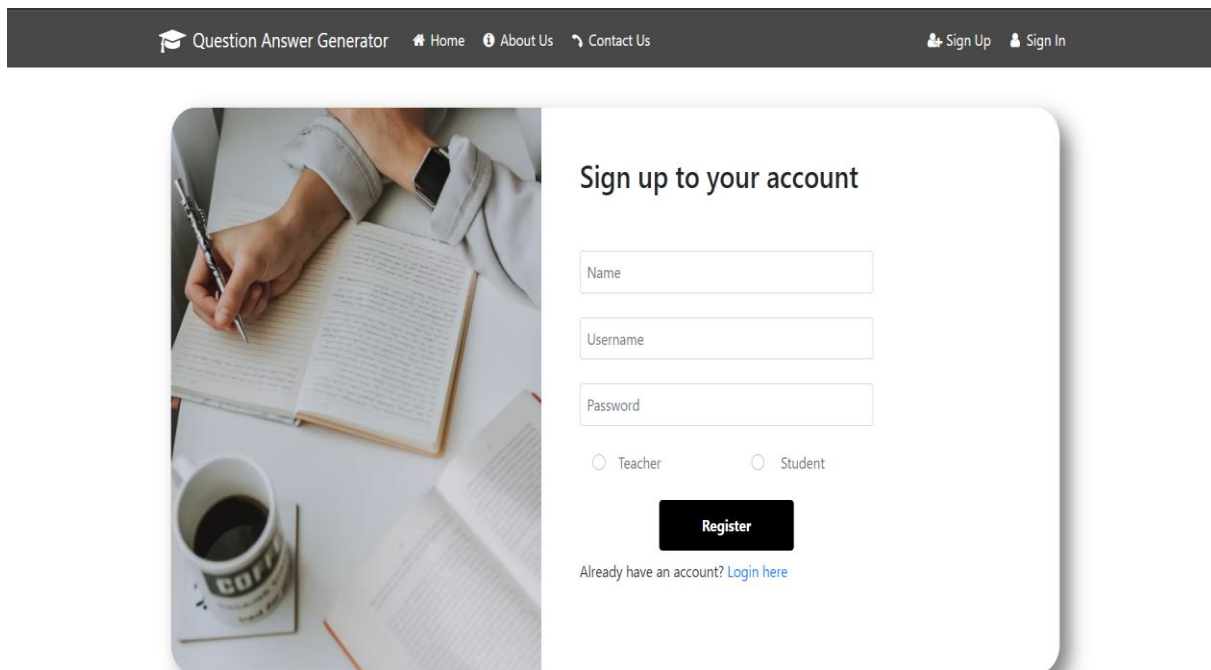 Question Answer Generator Home About Us Contact Us Sign Up Sign In
Sign up to your account
Name
Username
Password
Teacher Student
Register
Already have an account? Login here
COFFE